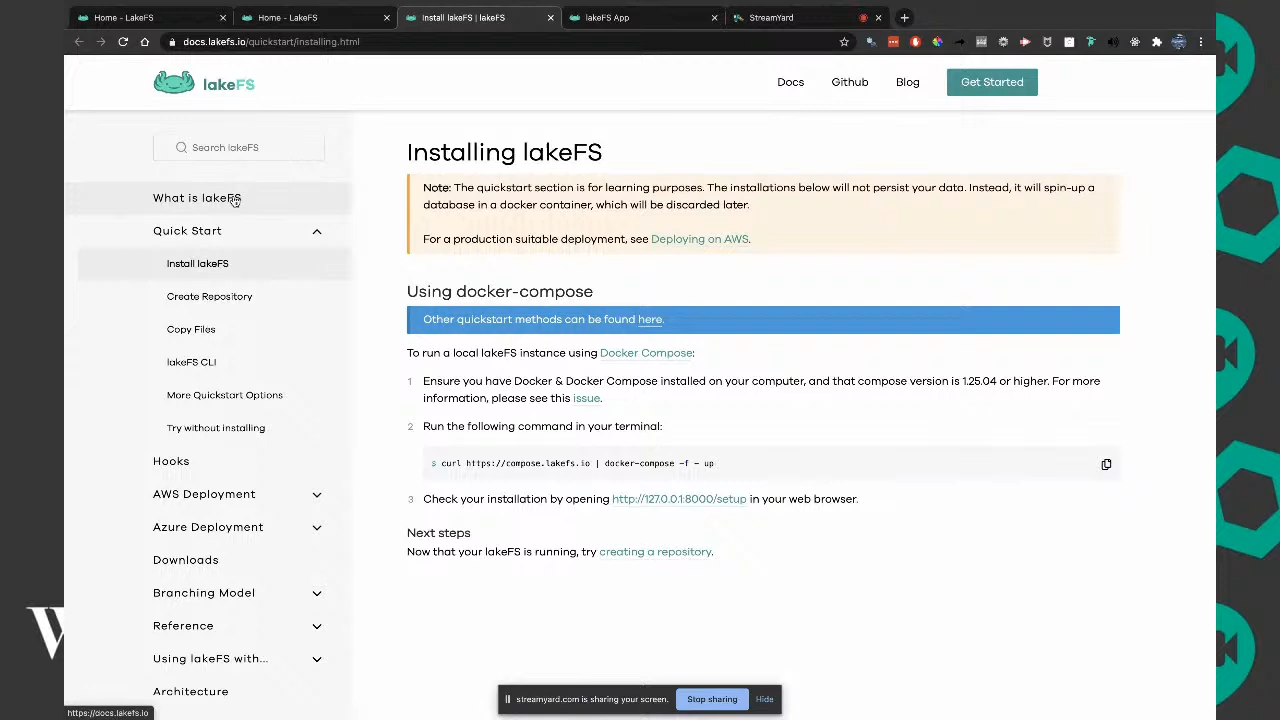 Home - LakeFS
Home - LakeFS
Install lakeFS | lakeFS
lakeFS App
StreamYard
docs.lakefs.io/quickstart/installing.html
lakeFS
Docs
Github
Blog
Get Started
Search lakeFS
What is lakeFS
Quick Start
Install lakeFS
Create Repository
Copy Files
lakeFS CLI
More Quickstart Options
Try without installing
Hooks
AWS Deployment
Azure Deployment
Downloads
Branching Model
Reference
Using lakeFS with...
Architecture
Installing lakeFS
Note: The quickstart section is for learning purposes. The installations below will not persist your data. Instead, it will spin-up a
database in a docker container, which will be discarded later.
For a production suitable deployment, see Deploying on AWS.
Using docker-compose
Other quickstart methods can be found here.
To run a local lakeFS instance using Docker Compose:
1 Ensure you have Docker & Docker Compose installed on your computer, and that compose version is 1.25.04 or higher. For more
information, please see this issue.
2 Run the following command in your terminal:
$ curl https://compose.lakefs.io | docker-compose -f - up
3 Check your installation by opening http://127.0.0.1:8000/setup in your web browser.
Next steps
Now that your lakeFS is running, try creating a repository.
streamyard.com is sharing your screen.
Stop sharing
Hide
https://docs.lakefs.io